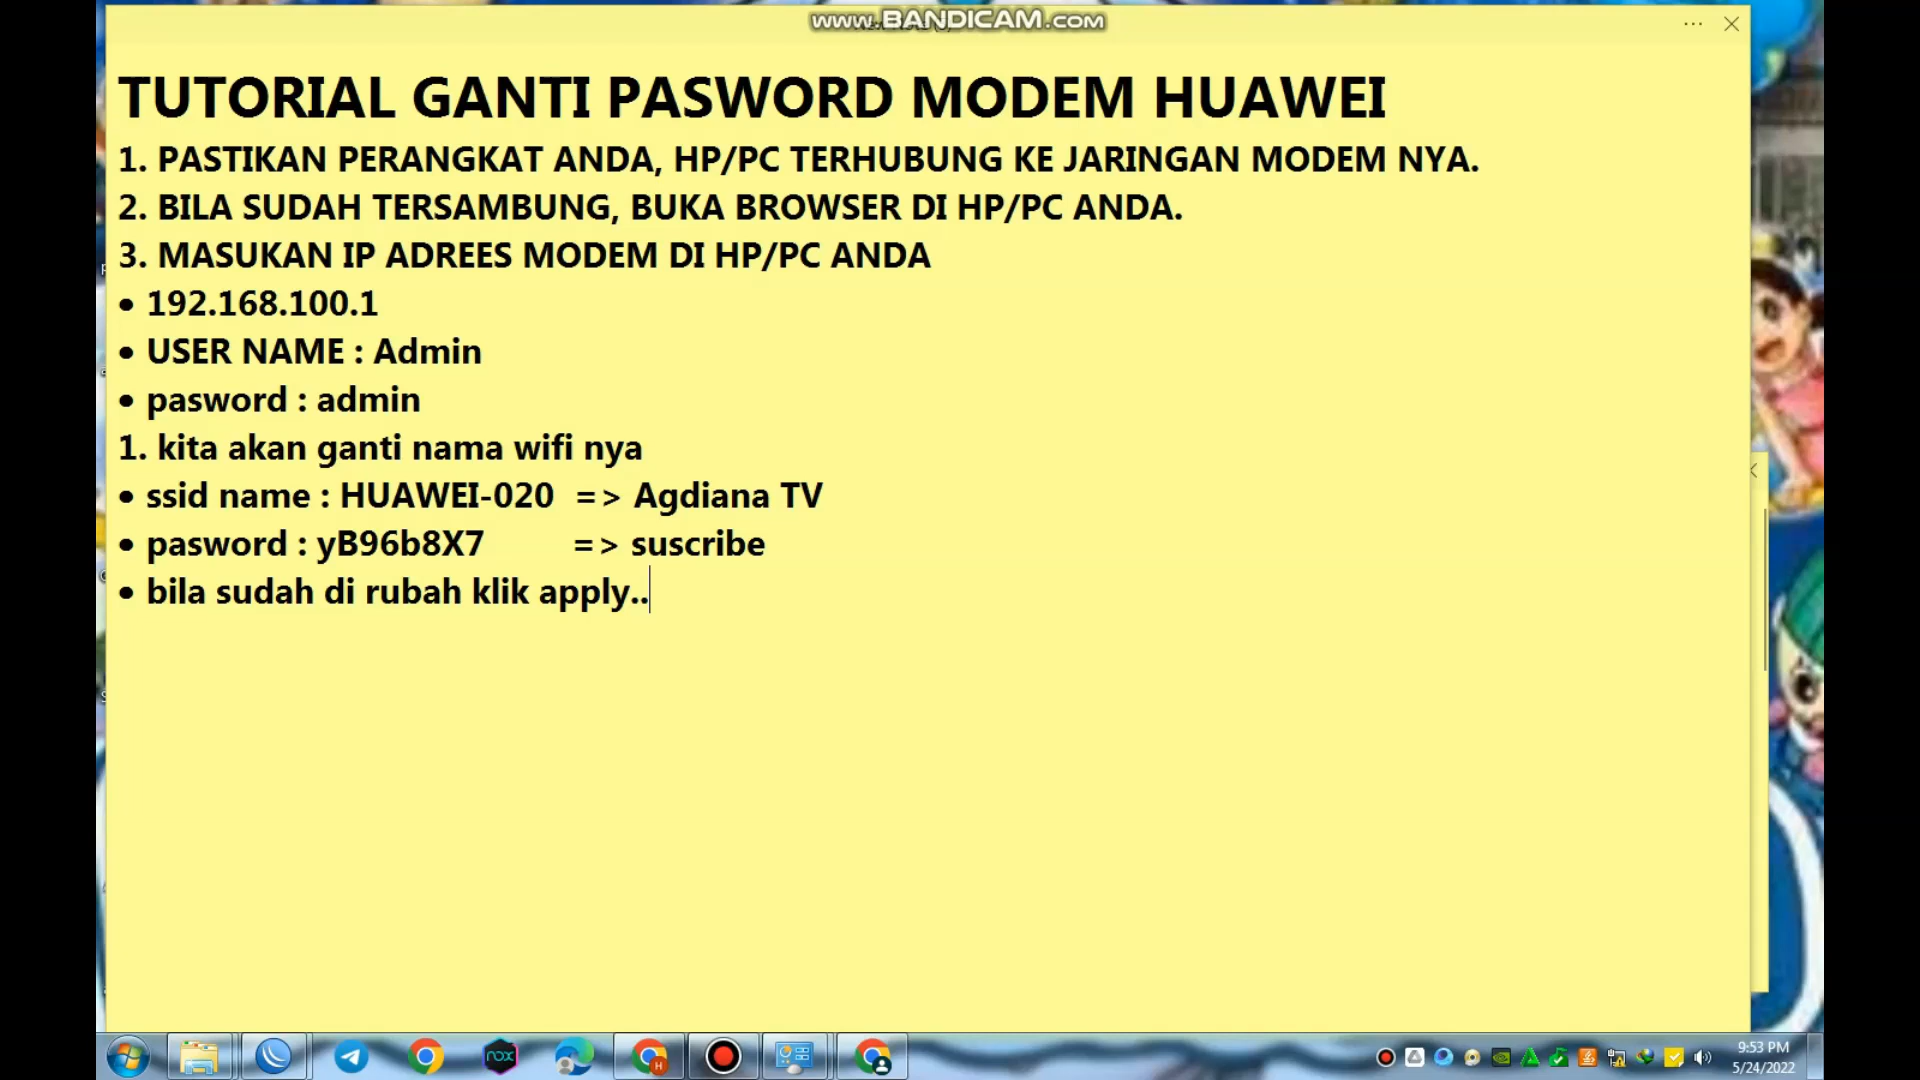 www.BANDICAM.com
TUTORIAL GANTI PASWORD MODEM HUAWEI
1. PASTIKAN PERANGKAT ANDA, HP/PC TERHUBUNG KE JARINGAN MODEM NYA.
2. BILA SUDAH TERSAMBUNG, BUKA BROWSER DI HP/PC ANDA.
3. MASUKAN IP ADREES MODEM DI HP/PC ANDA
• 192.168.100.1
• USER NAME : Admin
• pasword : admin
1. kita akan ganti nama wifi nya
• ssid name : HUAWEI-020 => Agdiana TV
• pasword : yB96b8X7 => suscribe
• bila sudah di rubah klik apply..
nox
H
9:53 PM
5/24/2022